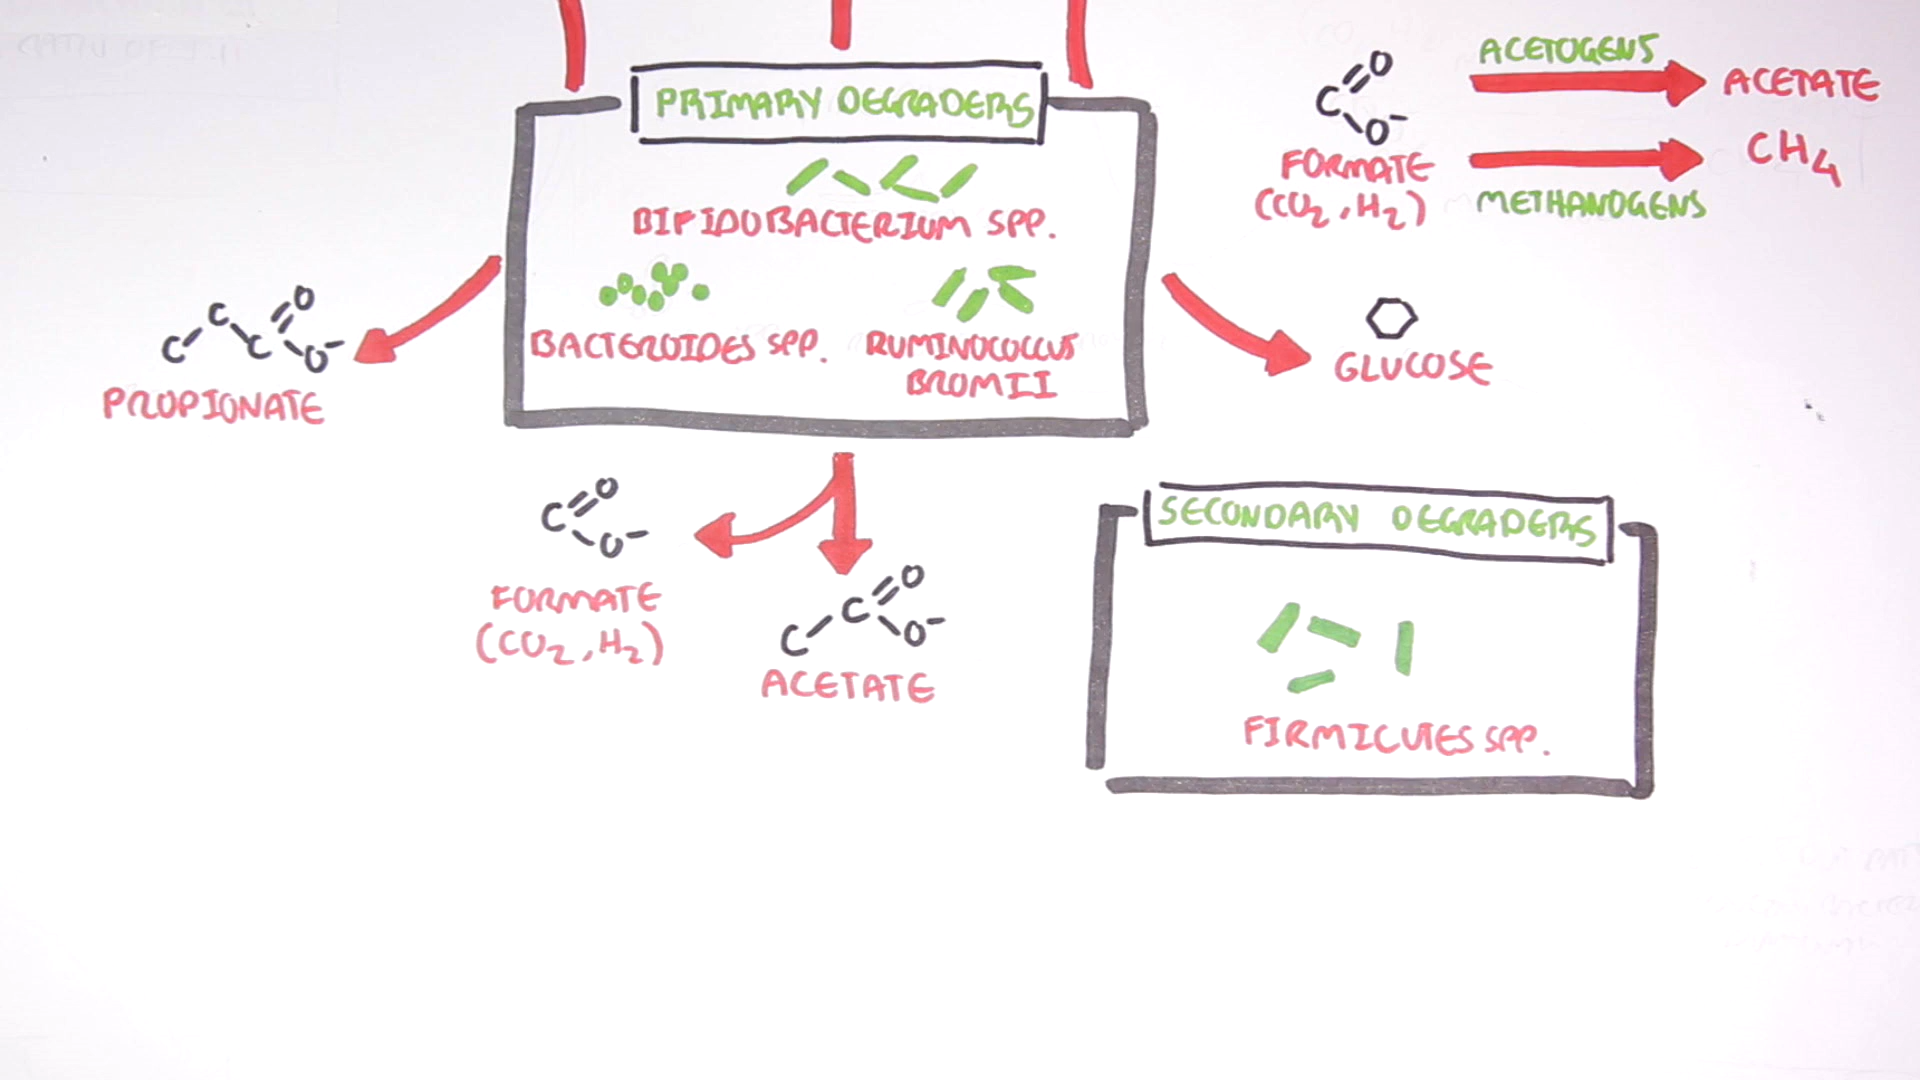 PRIMARY DEGRADERS
BIFIDOBACTERIUM SPP.
BACTEROIDES SPP.
RUMINOCOCCUS
BROMII
C=O
O-
FORMATE
(CO2, H2)
ACETOGENS
ACETATE
METHANOGENS
CH4
C C C O
O-
PROPIONATE
GLUCOSE
C=O
O-
FORMATE
(CO2, H2)
C C O
O-
ACETATE
SECONDARY DEGRADERS
FIRMICUTES SPP.